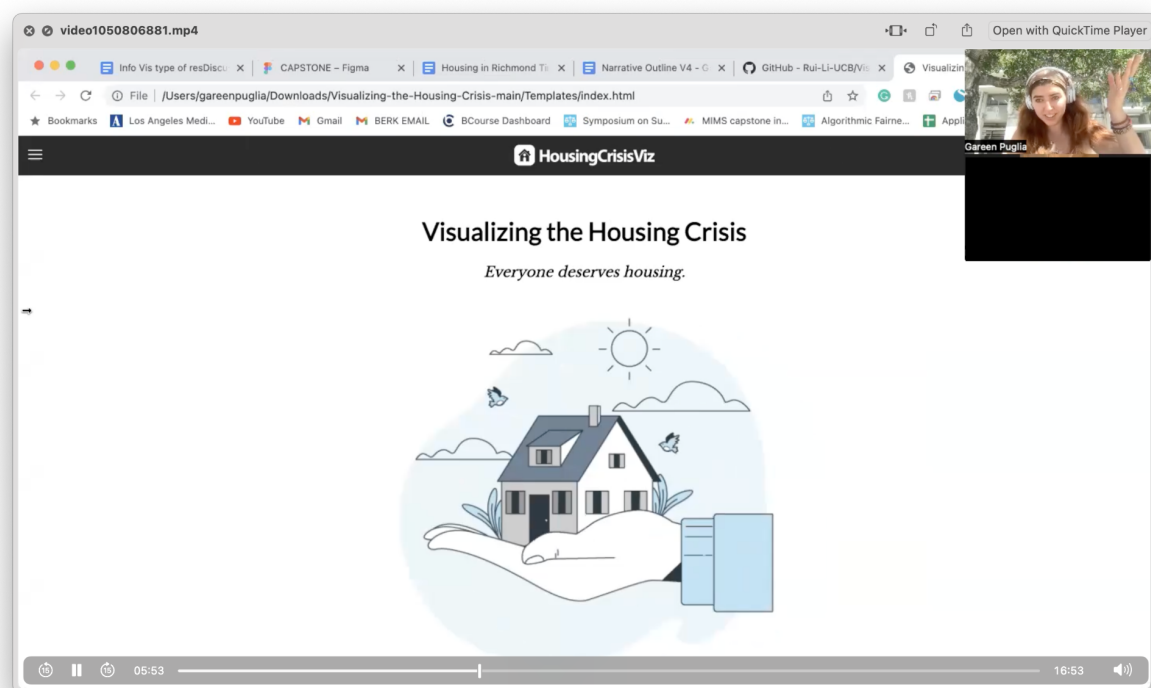 video1050806881.mp4
Open with QuickTime Player
Info Vis type of resDiscu
CAPSTONE – Figma
Housing in Richmond Ti
Narrative Outline V4 - G
GitHub - Rui-Li-UCB/Vis
Visualizin
File
/Users/gareenpuglia/Downloads/Visualizing-the-Housing-Crisis-main/Templates/index.html
Bookmarks
Los Angeles Medi...
YouTube
Gmail
BERK EMAIL
BCourse Dashboard
Symposium on Su...
MIMS capstone in...
Algorithmic Fairne...
Appli
Gareen Puglia
HousingCrisisViz
Visualizing the Housing Crisis
Everyone deserves housing.
15
15
05:53
16:53